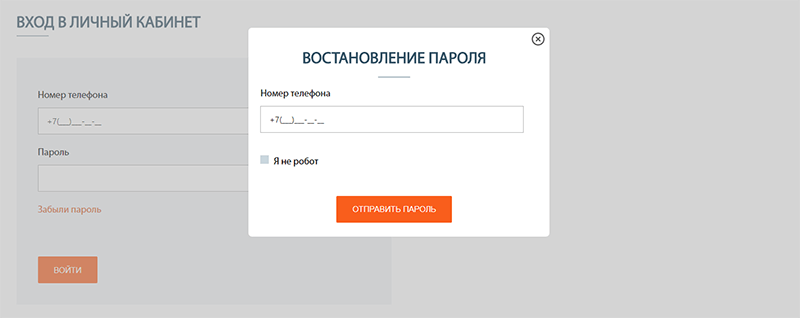 ВХОД В ЛИЧНЫЙ КАБИНЕТ
Номер телефона
+7(___)___-__-__
Пароль
Забыли пароль
ВОЙТИ
ВОСТАНОВЛЕНИЕ ПАРОЛЯ
Номер телефона
+7(___)___-__-__
Я не робот
ОТПРАВИТЬ ПАРОЛЬ